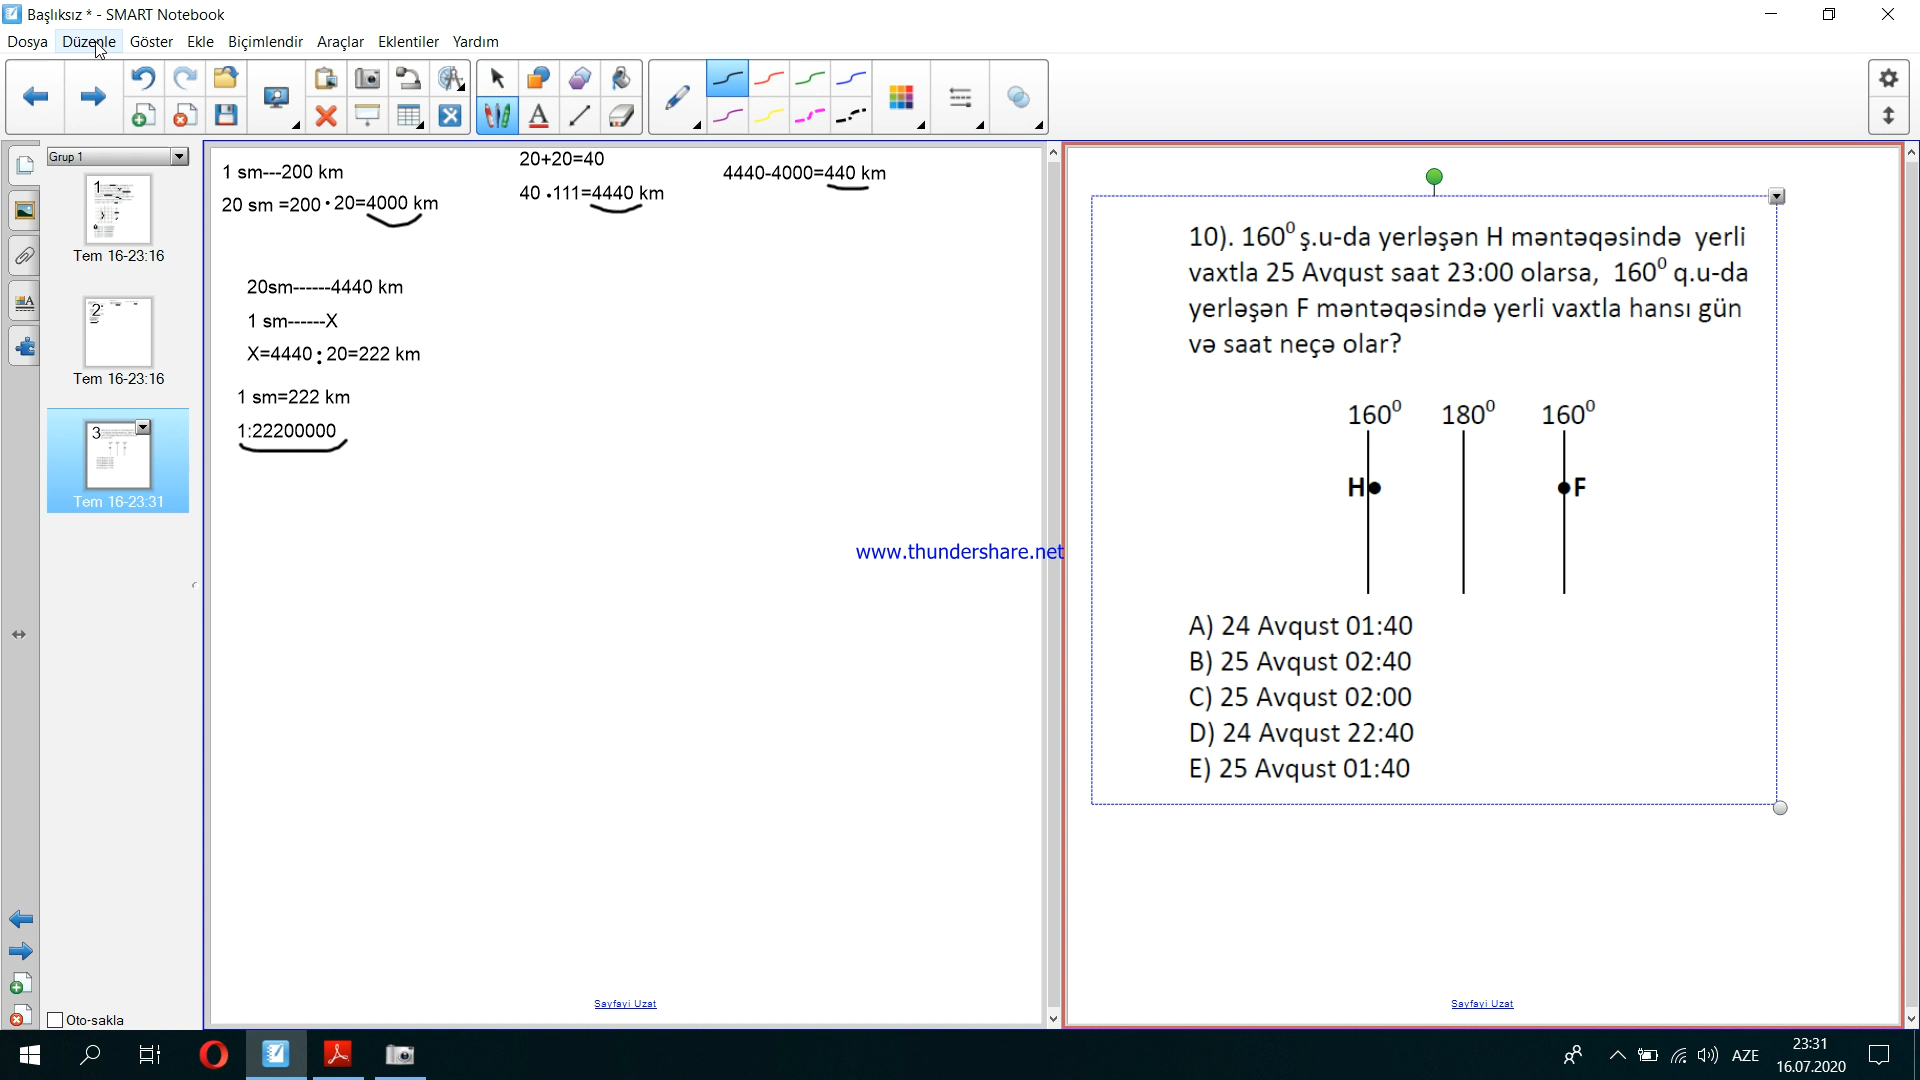 Başlıksız * - SMART Notebook
Dosya Düzenle Göster Ekle Biçimlendir Araçlar Eklentiler Yardım
Grup 1
1
Tem 16-23:16
2
Tem 16-23:16
3
Tem 16-23:31
Oto-sakla
1 sm---200 km
20 sm =200 · 20=4000 km
20+20=40
40 .111=4440 km
4440-4000=440 km
20sm------4440 km
1 sm------X
X=4440 : 20=222 km
1 sm=222 km
1:22200000
www.thundershare.net
Sayfayi Uzat
10). 160⁰ ş.u-da yerləşən H məntəqəsində yerli
vaxtla 25 Avqust saat 23:00 olarsa, 160⁰ q.u-da
yerləşən F məntəqəsində yerli vaxtla hansı gün
və saat neçə olar?
160⁰ 180⁰ 160⁰
H F
A) 24 Avqust 01:40
B) 25 Avqust 02:40
C) 25 Avqust 02:00
D) 24 Avqust 22:40
E) 25 Avqust 01:40
Sayfayi Uzat
AZE
23:31
16.07.2020